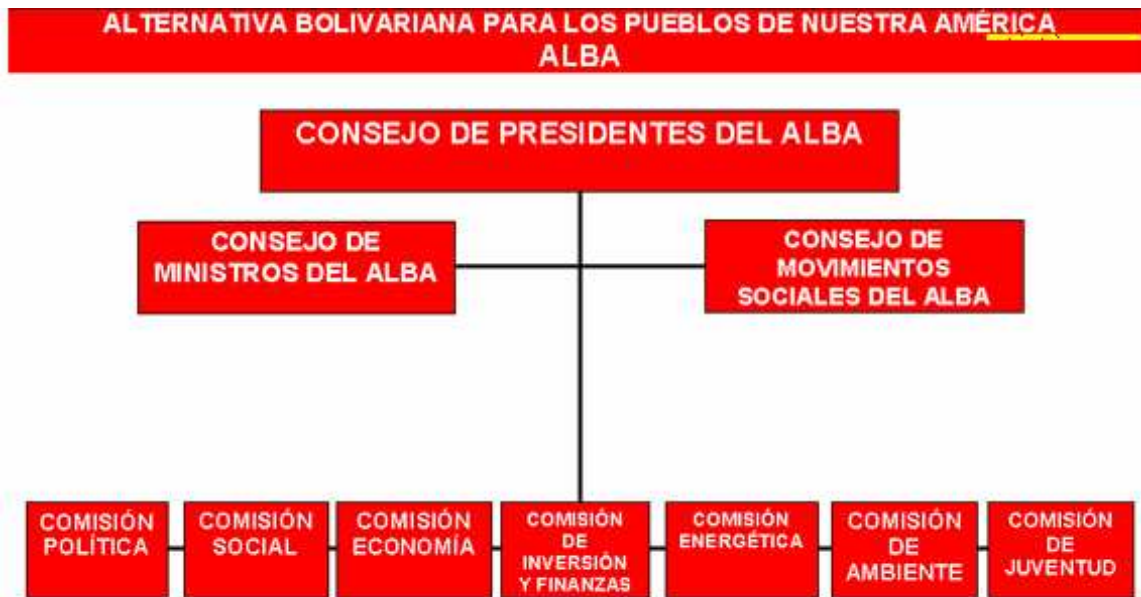 ALTERNATIVA BOLIVARIANA PARA LOS PUEBLOS DE NUESTRA AMÉRICA
ALBA
CONSEJO DE PRESIDENTES DEL ALBA
CONSEJO DE
MINISTROS DEL ALBA
CONSEJO DE
MOVIMIENTOS
SOCIALES DEL ALBA
COMISIÓN
POLÍTICA
COMISIÓN
SOCIAL
COMISIÓN
ECONOMÍA
COMISIÓN
DE
INVERSIÓN
Y FINANZAS
COMISIÓN
ENERGÉTICA
COMISIÓN
DE
AMBIENTE
COMISIÓN
DE
JUVENTUD